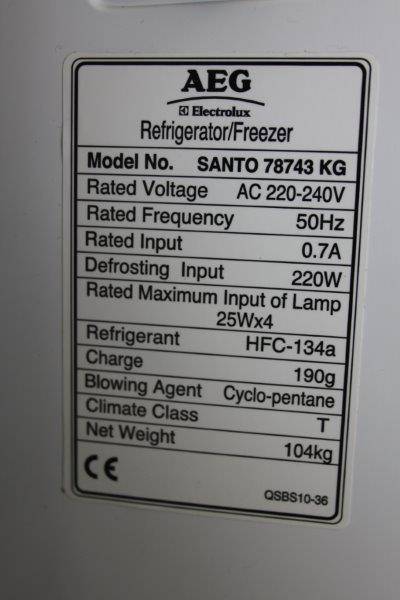 AEG
Electrolux
Refrigerator/Freezer
Model No. SANTO 78743 KG
Rated Voltage AC 220-240V
Rated Frequency 50Hz
Rated Input 0.7A
Defrosting Input 220W
Rated Maximum Input of Lamp
25Wx4
Refrigerant HFC-134a
Charge 190g
Blowing Agent Cyclo-pentane
Climate Class T
Net Weight 104kg
CE
QSBS10-36